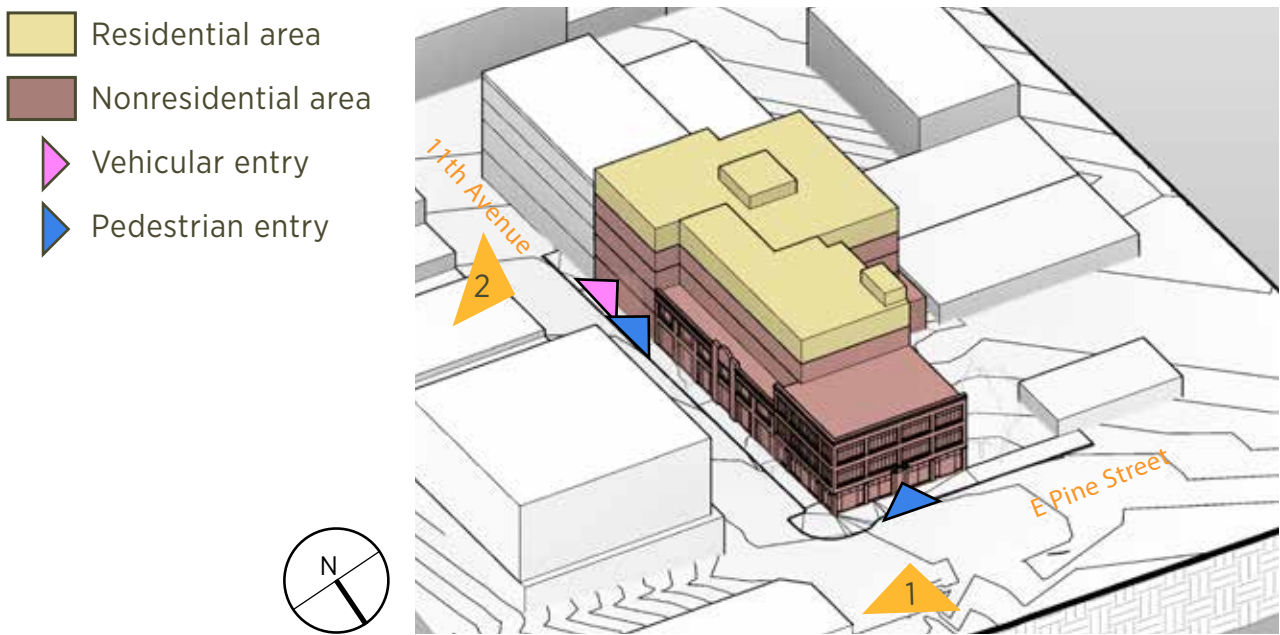 Residential area
Nonresidential area
Vehicular entry
Pedestrian entry
11th Avenue
2
E Pine Street
1
N